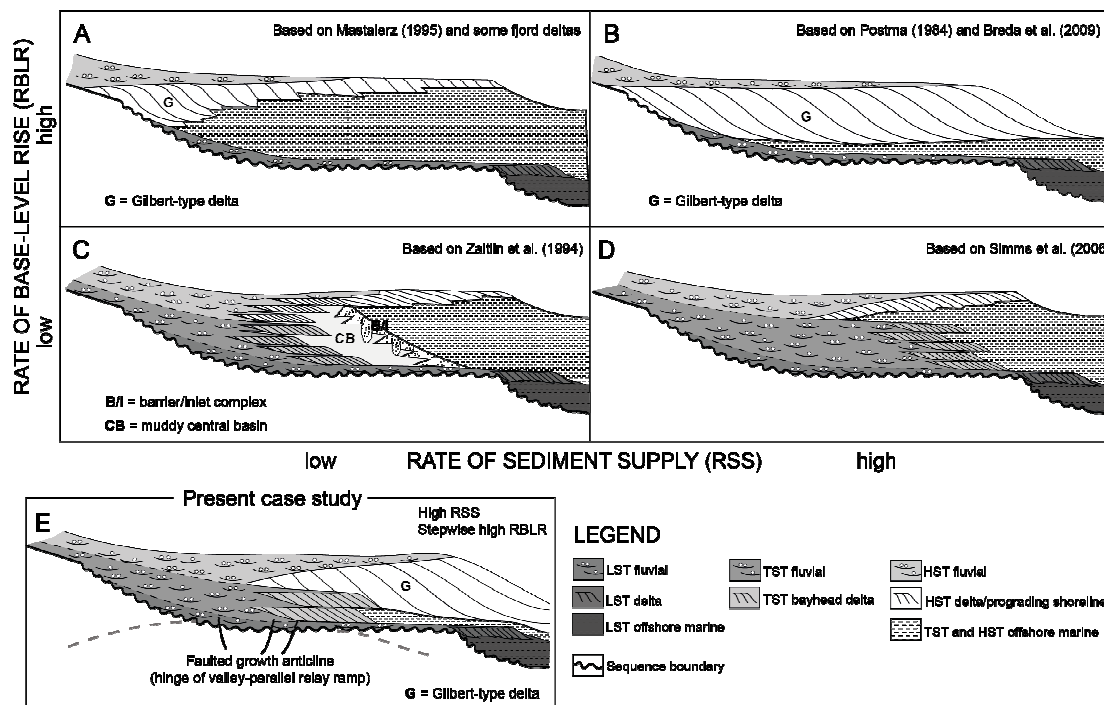 A
Based on Mastalerz (1995) and some fjord deltas
G
G = Gilbert-type delta
B
Based on Postma (1984) and Breda et al. (2009)
G
G = Gilbert-type delta
RATE OF BASE-LEVEL RISE (RBLR)
high
low
C
Based on Zaitlin et al. (1994)
B/I
CB
B/I = barrier/inlet complex
CB = muddy central basin
D
Based on Simms et al. (2006
low RATE OF SEDIMENT SUPPLY (RSS) high
Present case study
E
High RSS
Stepwise high RBLR
G
Faulted growth anticline
(hinge of valley-parallel relay ramp)
G = Gilbert-type delta
LEGEND
LST fluvial
LST delta
LST offshore marine
Sequence boundary
TST fluvial
TST bayhead delta
HST fluvial
HST delta/prograding shoreline
TST and HST offshore marine